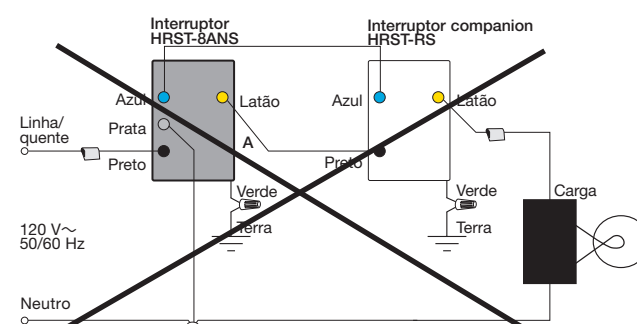 Interruptor
HRST-8ANS
Interruptor companion
HRST-RS
Azul
Latão
Azul
Latão
Linha/
quente
Prata
A
Preto
Preto
Verde
Verde
Carga
Terra
Terra
120 V～
50/60 Hz
Neutro